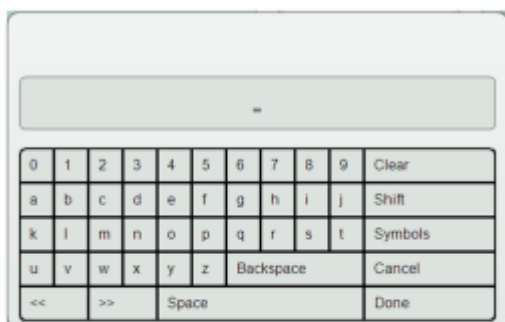 -
0 1 2 3 4 5 6 7 8 9 Clear
a b c d e f g h i j Shift
k l m n o p q r s t Symbols
u v w x y z Backspace Cancel
<< >> Space Done